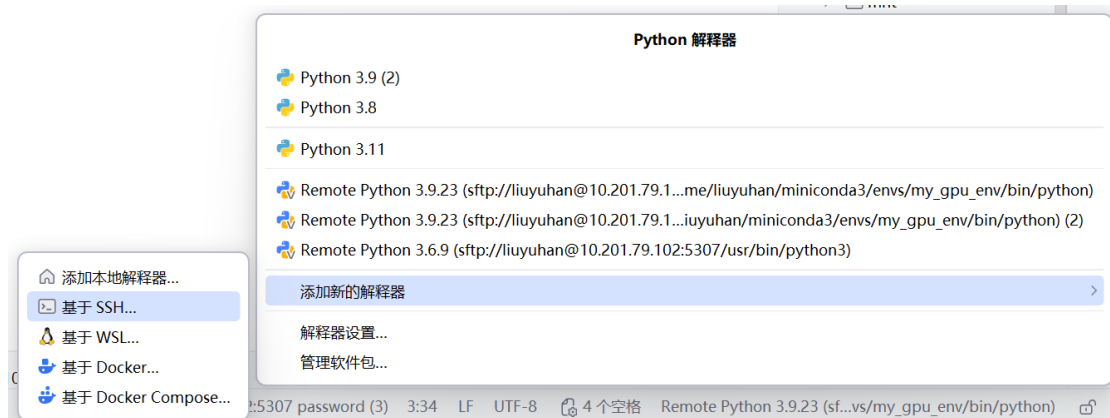 Python 解释器
Python 3.9 (2)
Python 3.8
Python 3.11
Remote Python 3.9.23 (sftp://liuyuhan@10.201.79.1...me/liuyuhan/miniconda3/envs/my_gpu_env/bin/python)
Remote Python 3.9.23 (sftp://liuyuhan@10.201.79.1...iuyuhan/miniconda3/envs/my_gpu_env/bin/python) (2)
Remote Python 3.6.9 (sftp://liuyuhan@10.201.79.102:5307/usr/bin/python3)
添加新的解释器
解释器设置...
管理软件包...
添加本地解释器...
基于 SSH...
基于 WSL...
基于 Docker...
基于 Docker Compose...
:5307 password (3) 3:34 LF UTF-8 4 个空格 Remote Python 3.9.23 (sf...vs/my_gpu_env/bin/python)